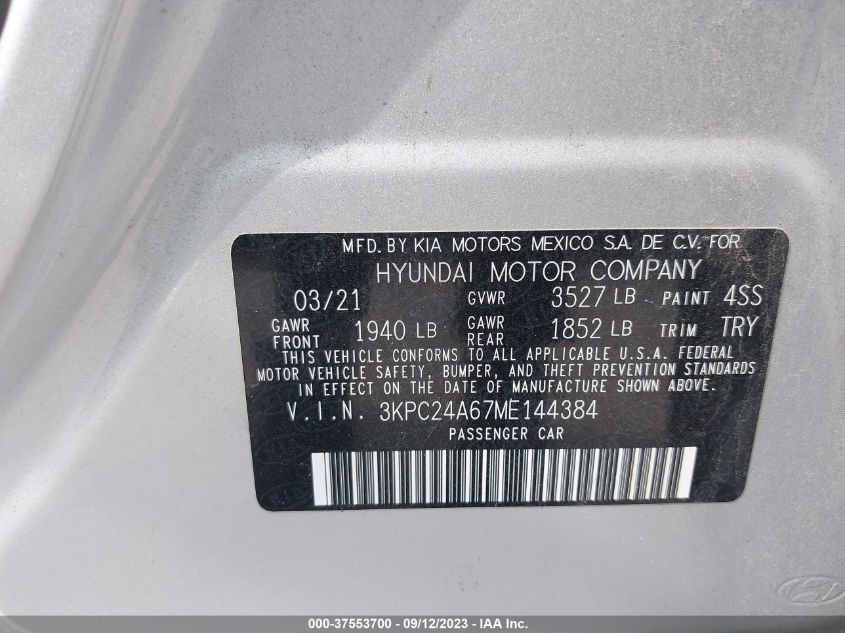 MFD. BY KIA MOTORS MEXICO S.A. DE C.V. FOR
HYUNDAI MOTOR COMPANY
03/21 GVWR 3527 LB PAINT 4SS
GAWR FRONT 1940 LB GAWR REAR 1852 LB TRIM TRY
THIS VEHICLE CONFORMS TO ALL APPLICABLE U.S.A. FEDERAL
MOTOR VEHICLE SAFETY, BUMPER, AND THEFT PREVENTION STANDARDS
IN EFFECT ON THE DATE OF MANUFACTURE SHOWN ABOVE.
V.I.N. 3KPC24A67ME144384
PASSENGER CAR
000-37553700 - 09/12/2023 - IAA Inc.